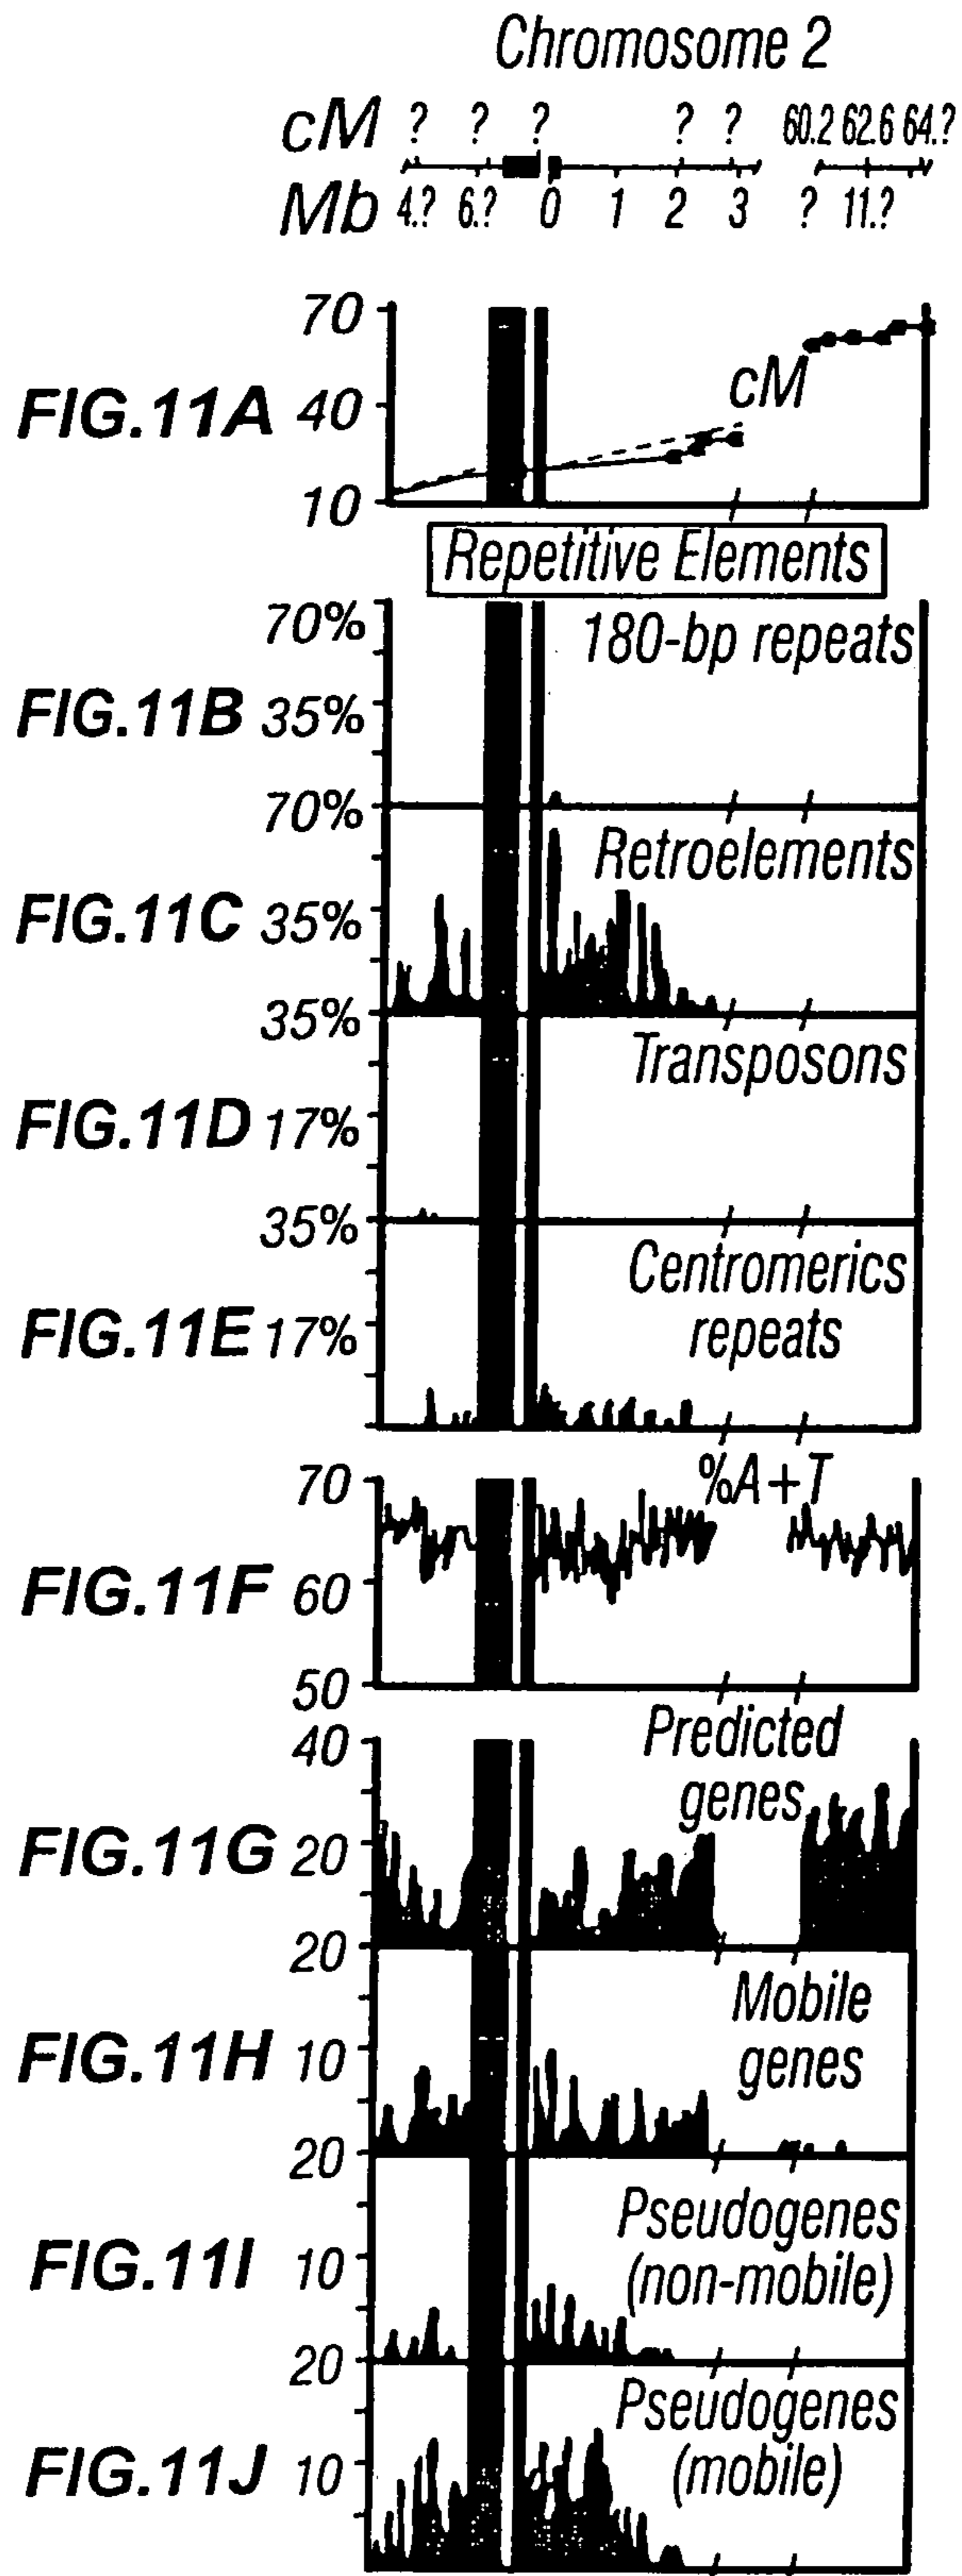 Chromosome 2
cM ? ? ? ? ? 60.2 62.6 64.?
Mb 4.? 6.? 0 1 2 3 ? 11.?
70
FIG.11A 40
cM
10
Repetitive Elements
70% 180-bp repeats
FIG.11B 35%
70%
Retroelements
FIG.11C 35%
35%
Transposons
FIG.11D 17%
35%
Centromerics
FIG.11E 17% repeats
%A+T
70
FIG.11F 60
50
Predicted
40
genes
FIG.11G 20
20
Mobile
FIG.11H 10 genes
20
Pseudogenes
FIG.11I 10 (non-mobile)
20
Pseudogenes
FIG.11J 10 (mobile)